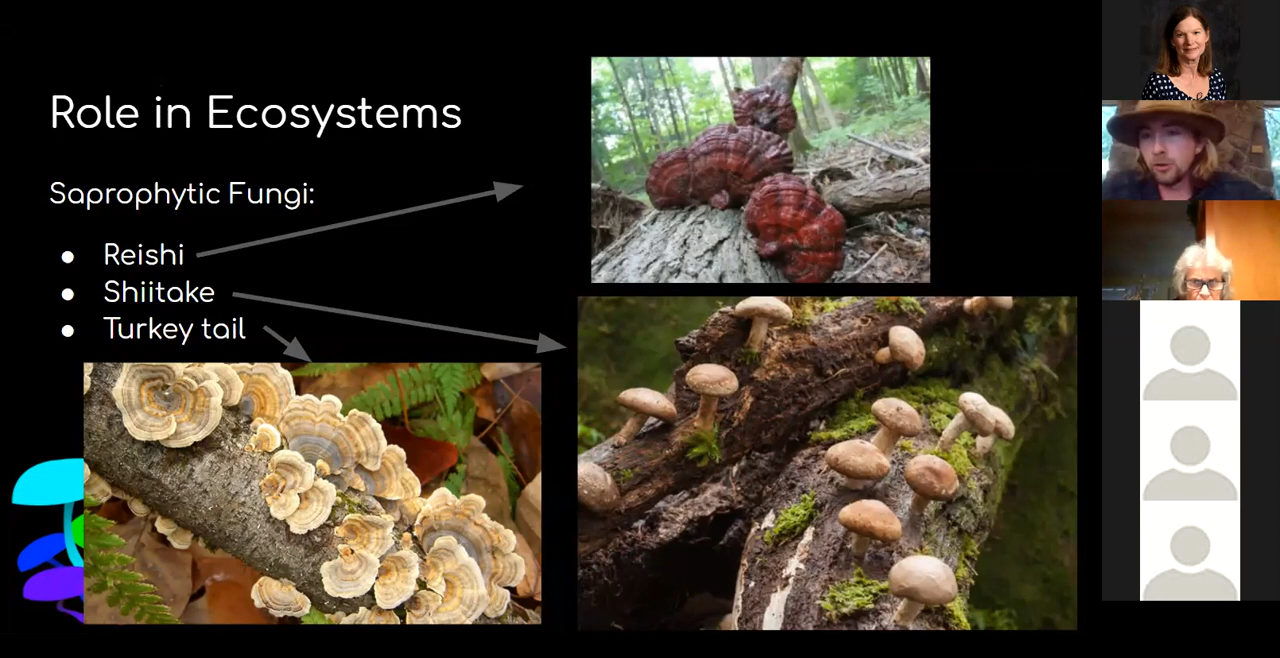 Role in Ecosystems
Saprophytic Fungi:
● Reishi
● Shiitake
● Turkey tail